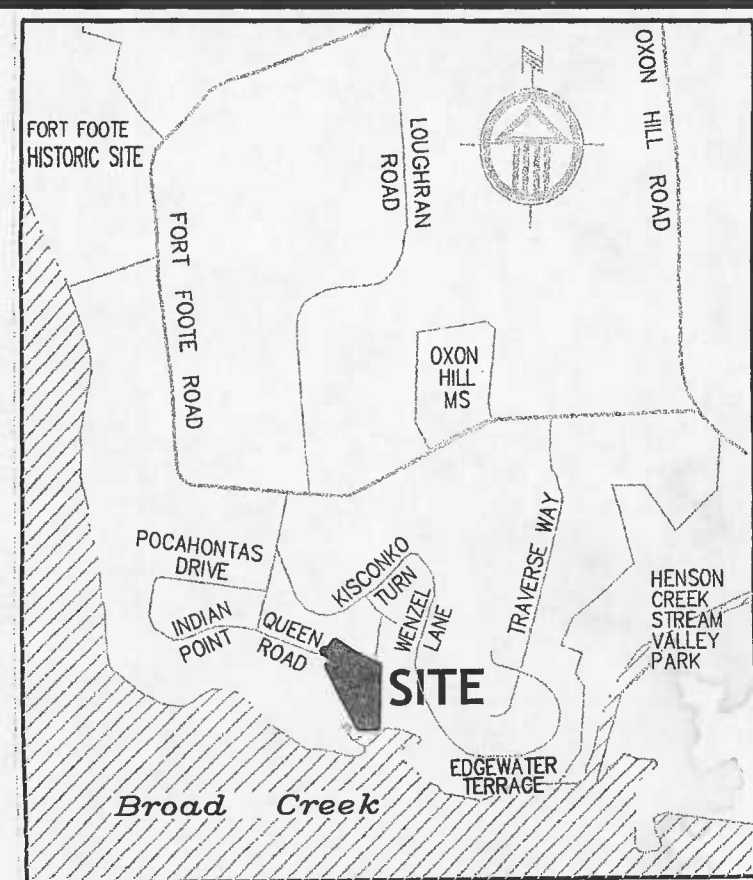 FORT FOOTE
HISTORIC SITE
LOUGHRAN
ROAD
N
OXON HILL ROAD
FORT FOOTE ROAD
OXON
HILL
MS
POCAHONTAS
DRIVE
INDIAN
POINT
QUEEN
ROAD
KISCONKO
TURN
WENZEL
LANE
TRAVERSE WAY
HENSON
CREEK
STREAM
VALLEY
PARK
SITE
EDGEWATER
TERRAGE
Broad Creek